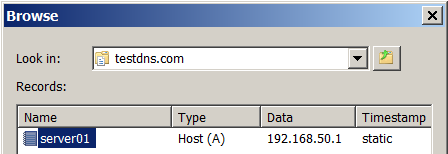 Browse
Look in: testdns.com
Records:
Name Type Data Timestamp
server01 Host (A) 192.168.50.1 static